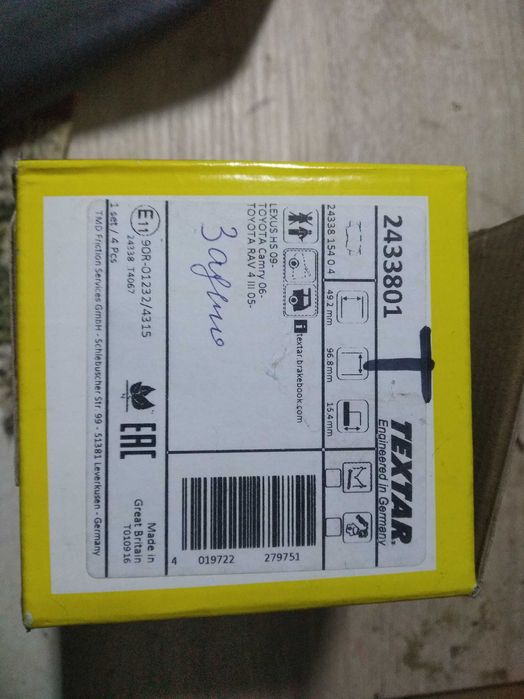 2433801
TEXTAR
Engineered in Germany
24338 154 0 4
49.2 mm
96.8 mm
15.4 mm
i textar.brakebook.com
LEXUS HS 09-
TOYOTA Camry 06-
TOYOTA RAV 4 III 05-
Задние
4 019722 279751
E11 90R-01232/4315
24338 T4067
1 set / 4 Pcs
EAC
Made in
Great Britain
T010916
TMD Friction Services GmbH - Schlebuscher Str. 99 - 51381 Leverkusen - Germany